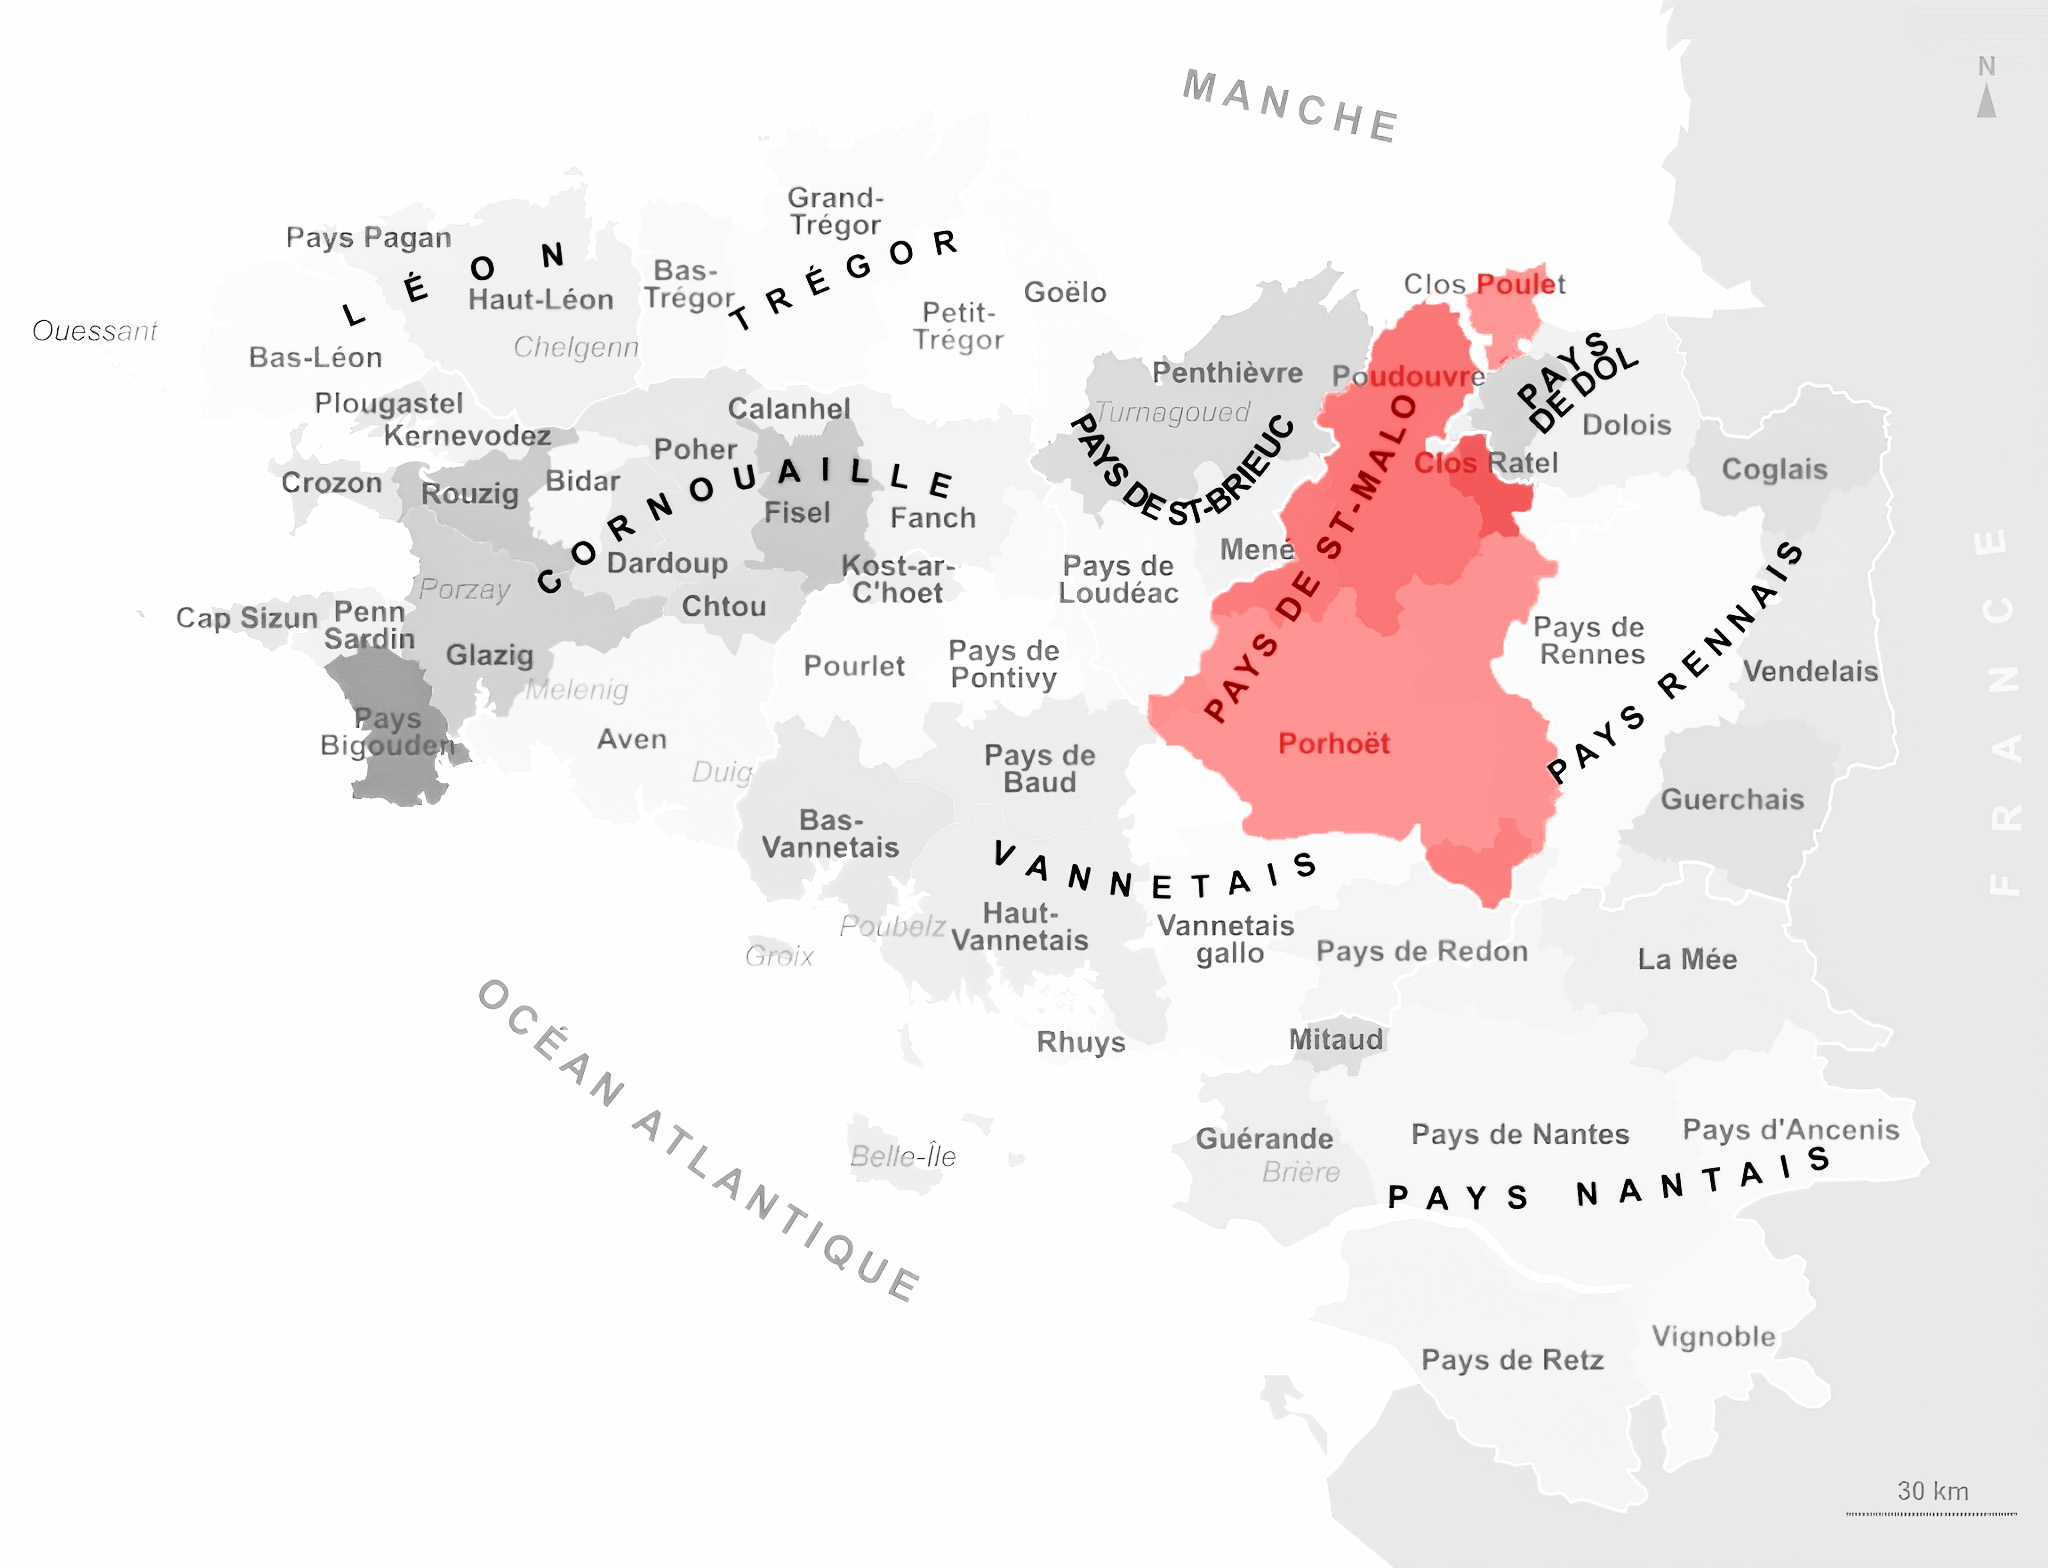 MANCHE
N
Grand-
Trégor
Pays Pagan
LÉON
Haut-Léon
Bas-
Trégor
TRÉGOR
Petit-
Trégor
Goëlo
Clos Poulet
Ouessant
Chelgenn
Bas-Léon
Penthièvre
Poudouvre
PAYS
DE DOL
Plougastel
Calanhel
Turnagoued
Dolois
Kernevodez
Poher
PAYS DE ST-BRIEUC
PAYS DE ST-MALO
Clos Ratel
Coglais
Crozon
Rouzig
Bidar
CORNOUAILLE
Fisel
Fanch
Mené
Dardoup
Kost-ar-
C'hoet
Pays de
Loudéac
FRANCE
Porzay
Chtou
Cap Sizun
Penn
Sardin
Glazig
Pourlet
Pays de
Pontivy
Pays de
Rennes
PAYS RENNAIS
Vendelais
Melenig
Pays
Bigouden
Aven
Duig
Pays de
Baud
Porhoët
Guerchais
Bas-
Vannetais
VANNETAIS
Poubelz
Haut-
Vannetais
Vannetais
gallo
Pays de Redon
La Mée
Groix
OCÉAN ATLANTIQUE
Rhuys
Mitaud
Belle-Île
Guérande
Brière
Pays de Nantes
Pays d'Ancenis
PAYS NANTAIS
Pays de Retz
Vignoble
30 km